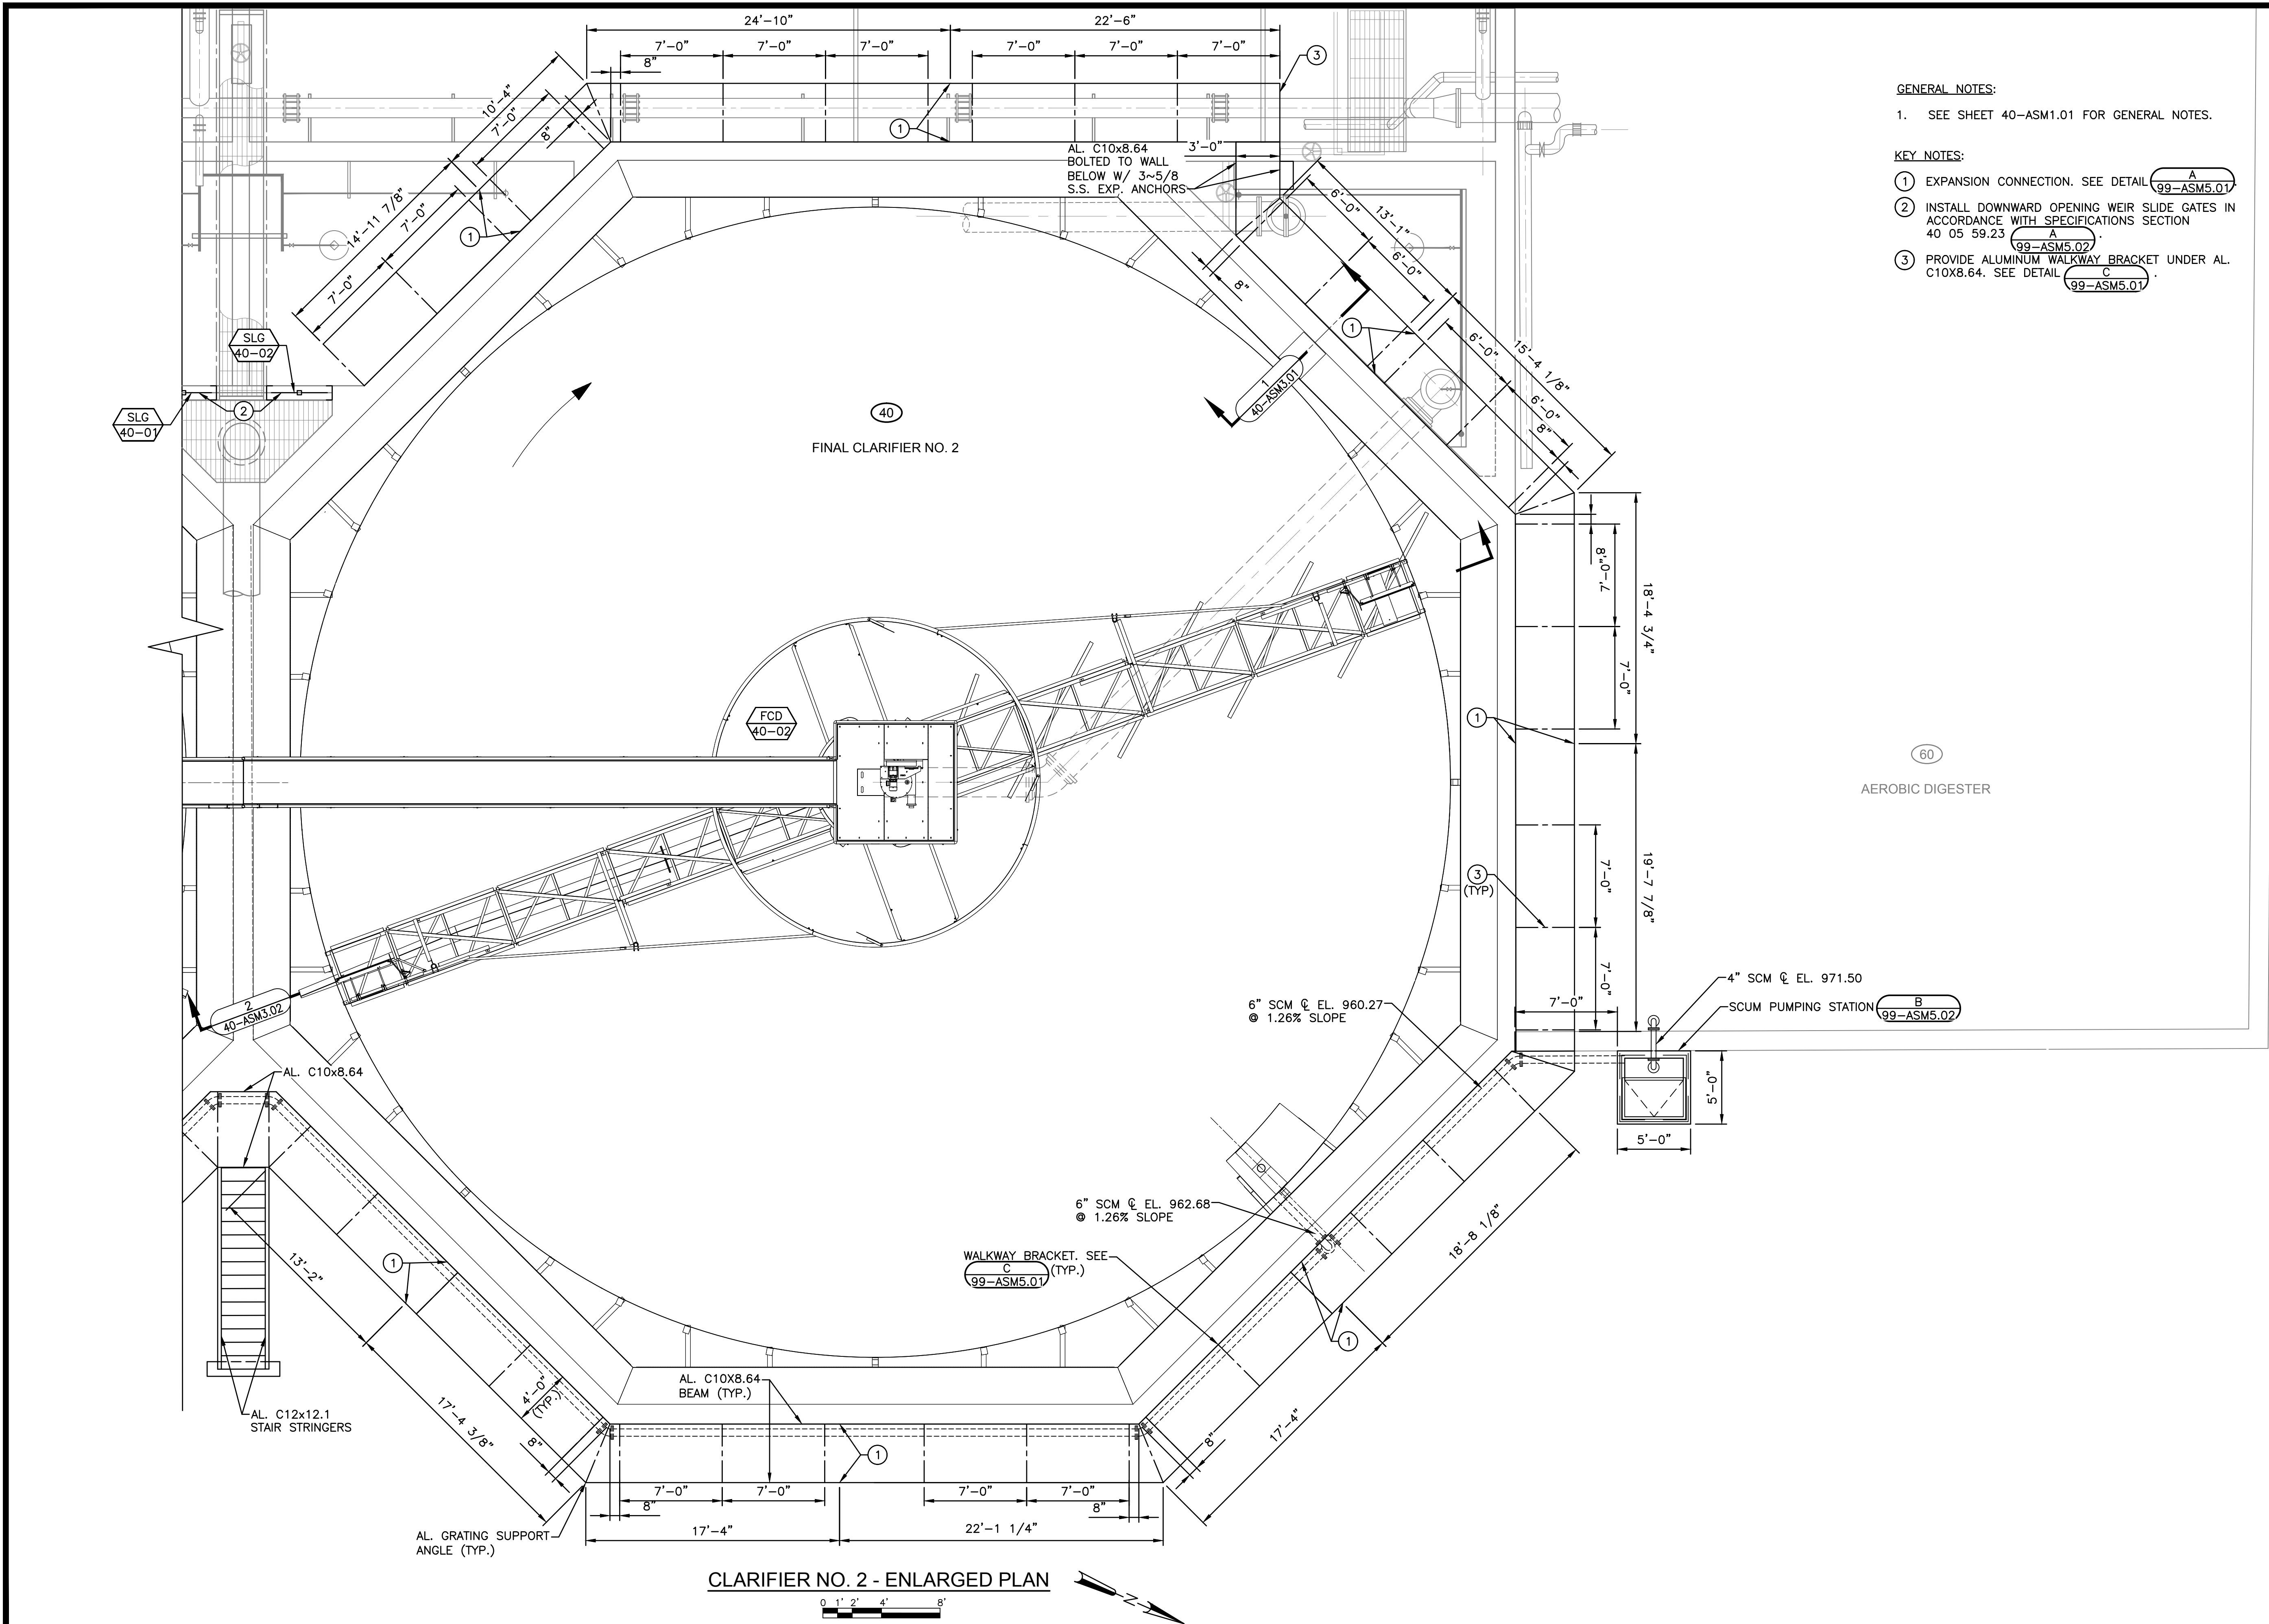 24'-10"
22'-6"
7'-0"
7'-0"
7'-0"
7'-0"
7'-0"
7'-0"
8"
3
1
AL. C10x8.64
BOLTED TO WALL
BELOW W/ 3~5/8
S.S. EXP. ANCHORS
3'-0"
10'-4"
7'-0"
8"
14'-11 7/8"
7'-0"
7'-0"
1
6'-0"
13'-1"
6'-0"
8"
1
6'-0"
15'-4 1/8"
6'-0"
8"
GENERAL NOTES:
1. SEE SHEET 40-ASM1.01 FOR GENERAL NOTES.
KEY NOTES:
1 EXPANSION CONNECTION. SEE DETAIL A 99-ASM5.01.
2 INSTALL DOWNWARD OPENING WEIR SLIDE GATES IN
ACCORDANCE WITH SPECIFICATIONS SECTION
40 05 59.23 A 99-ASM5.02.
3 PROVIDE ALUMINUM WALKWAY BRACKET UNDER AL.
C10X8.64. SEE DETAIL C 99-ASM5.01.
SLG
40-02
2
SLG
40-01
40
FINAL CLARIFIER NO. 2
1
40-ASM3.01
8"
7'-0"
18'-4 3/4"
7'-0"
1
FCD
40-02
60
AEROBIC DIGESTER
3
(TYP)
7'-0"
19'-7 7/8"
7'-0"
7'-0"
4" SCM ℄ EL. 971.50
SCUM PUMPING STATION B 99-ASM5.02
5'-0"
5'-0"
2
40-ASM3.02
6" SCM ℄ EL. 960.27
@ 1.26% SLOPE
AL. C10x8.64
6" SCM ℄ EL. 962.68
@ 1.26% SLOPE
18'-8 1/8"
13'-2"
1
WALKWAY BRACKET. SEE
C 99-ASM5.01 (TYP.)
1
AL. C12x12.1
STAIR STRINGERS
17'-4 3/8"
4'-0"
(TYP.)
8"
AL. C10X8.64
BEAM (TYP.)
1
8"
17'-4"
7'-0"
7'-0"
7'-0"
7'-0"
8"
8"
17'-4"
22'-1 1/4"
AL. GRATING SUPPORT
ANGLE (TYP.)
CLARIFIER NO. 2 - ENLARGED PLAN
N
0 1' 2' 4' 8'